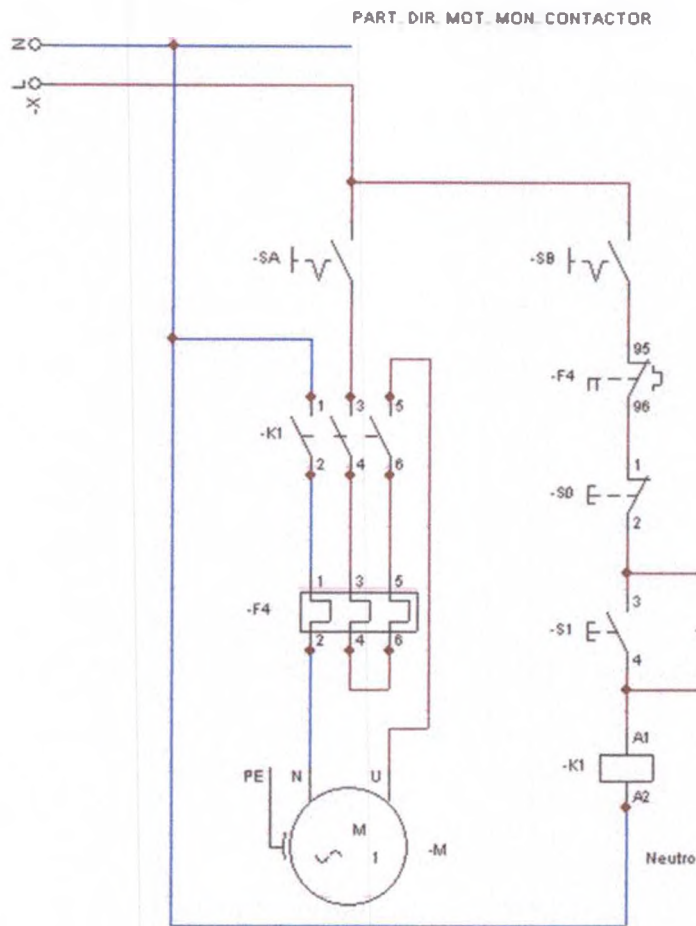 PART DIR MOT MON CONTACTOR
N
L
-X
-SA
-SB
95
-F4
96
1 3 5
-K1
2 4 6
1
-S0
2
1 3 5
-F4
2 4 6
3
-S1
4
A1
-K1
A2
PE N U
M
1
-M
Neutro